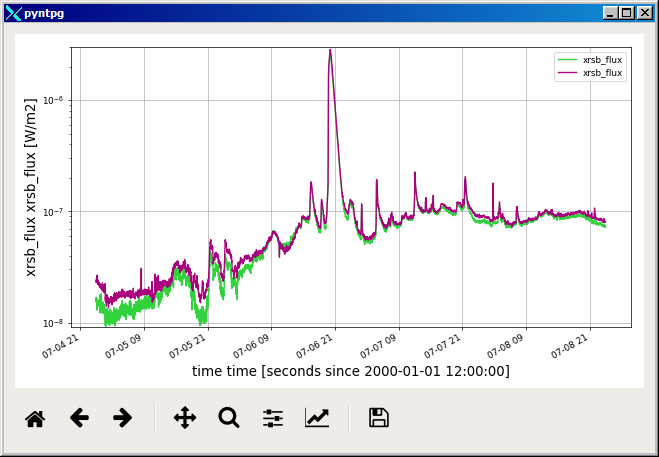 pyntpg
xrsb_flux
xrsb_flux
xrsb_flux xrsb_flux [W/m2]
10⁻⁶
10⁻⁷
10⁻⁸
07-04 21
07-05 09
07-05 21
07-06 09
07-06 21
07-07 09
07-07 21
07-08 09
07-08 21
time time [seconds since 2000-01-01 12:00:00]